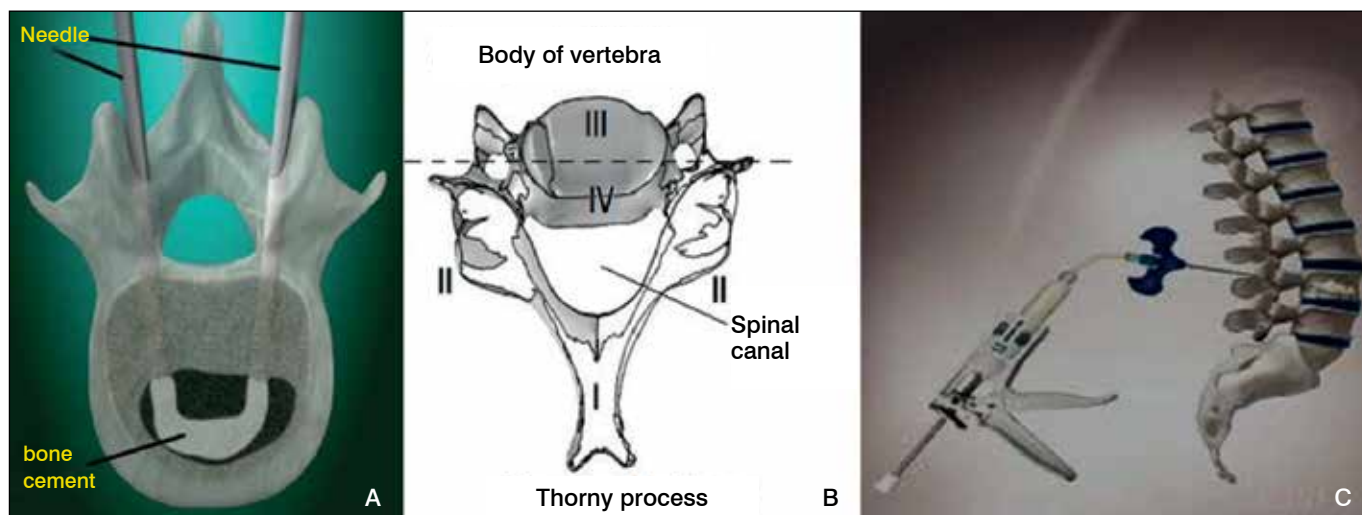 Needle
bone
cement
A
Body of vertebra
III
IV
II
II
Spinal
canal
I
Thorny process
B
C